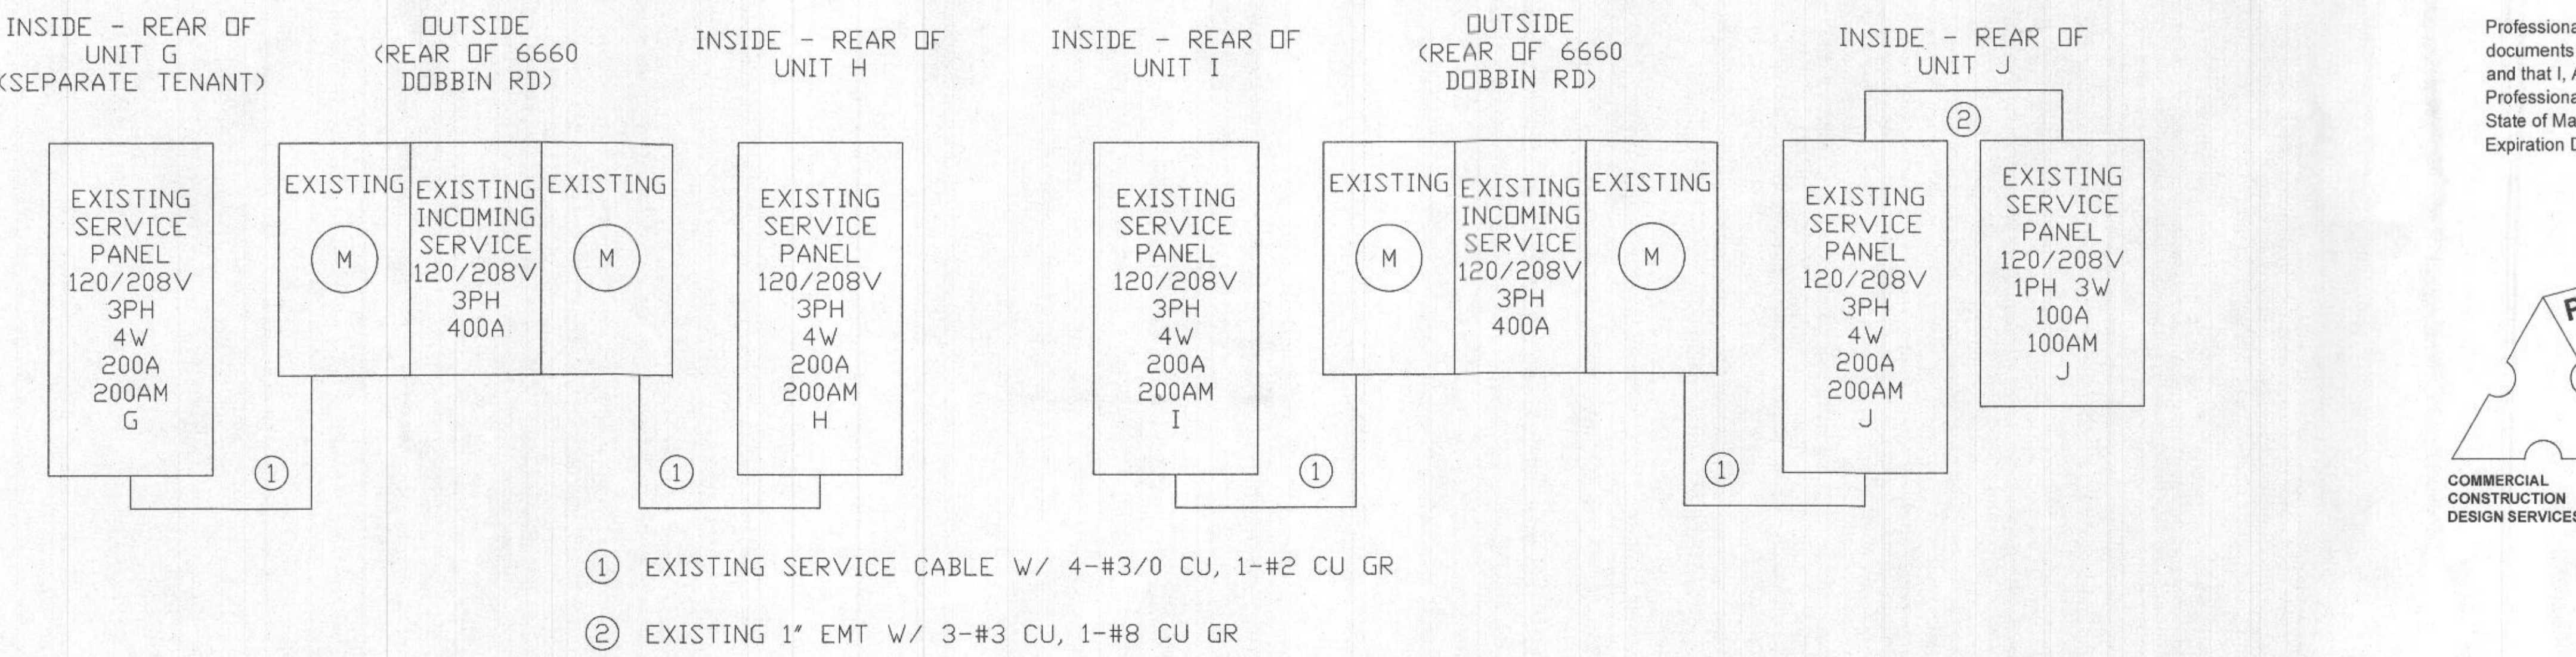 INSIDE - REAR OF
UNIT G
(SEPARATE TENANT)
OUTSIDE
(REAR OF 6660
DOBBIN RD)
INSIDE - REAR OF
UNIT H
INSIDE - REAR OF
UNIT I
OUTSIDE
(REAR OF 6660
DOBBIN RD)
INSIDE - REAR OF
UNIT J
EXISTING
SERVICE
PANEL
120/208V
3PH
4W
200A
200AM
G
EXISTING
M
EXISTING
INCOMING
SERVICE
120/208V
3PH
400A
EXISTING
M
EXISTING
SERVICE
PANEL
120/208V
3PH
4W
200A
200AM
H
EXISTING
SERVICE
PANEL
120/208V
3PH
4W
200A
200AM
I
EXISTING
M
EXISTING
INCOMING
SERVICE
120/208V
3PH
400A
EXISTING
M
EXISTING
SERVICE
PANEL
120/208V
3PH
4W
200A
200AM
J
2
EXISTING
SERVICE
PANEL
120/208V
1PH 3W
100A
100AM
J
1
1
1
1
1 EXISTING SERVICE CABLE W/ 4-#3/0 CU, 1-#2 CU GR
2 EXISTING 1" EMT W/ 3-#3 CU, 1-#8 CU GR
documents
and that I,
State of
Expiration
COMMERCIAL
CONSTRUCTION
DESIGN SERVICES